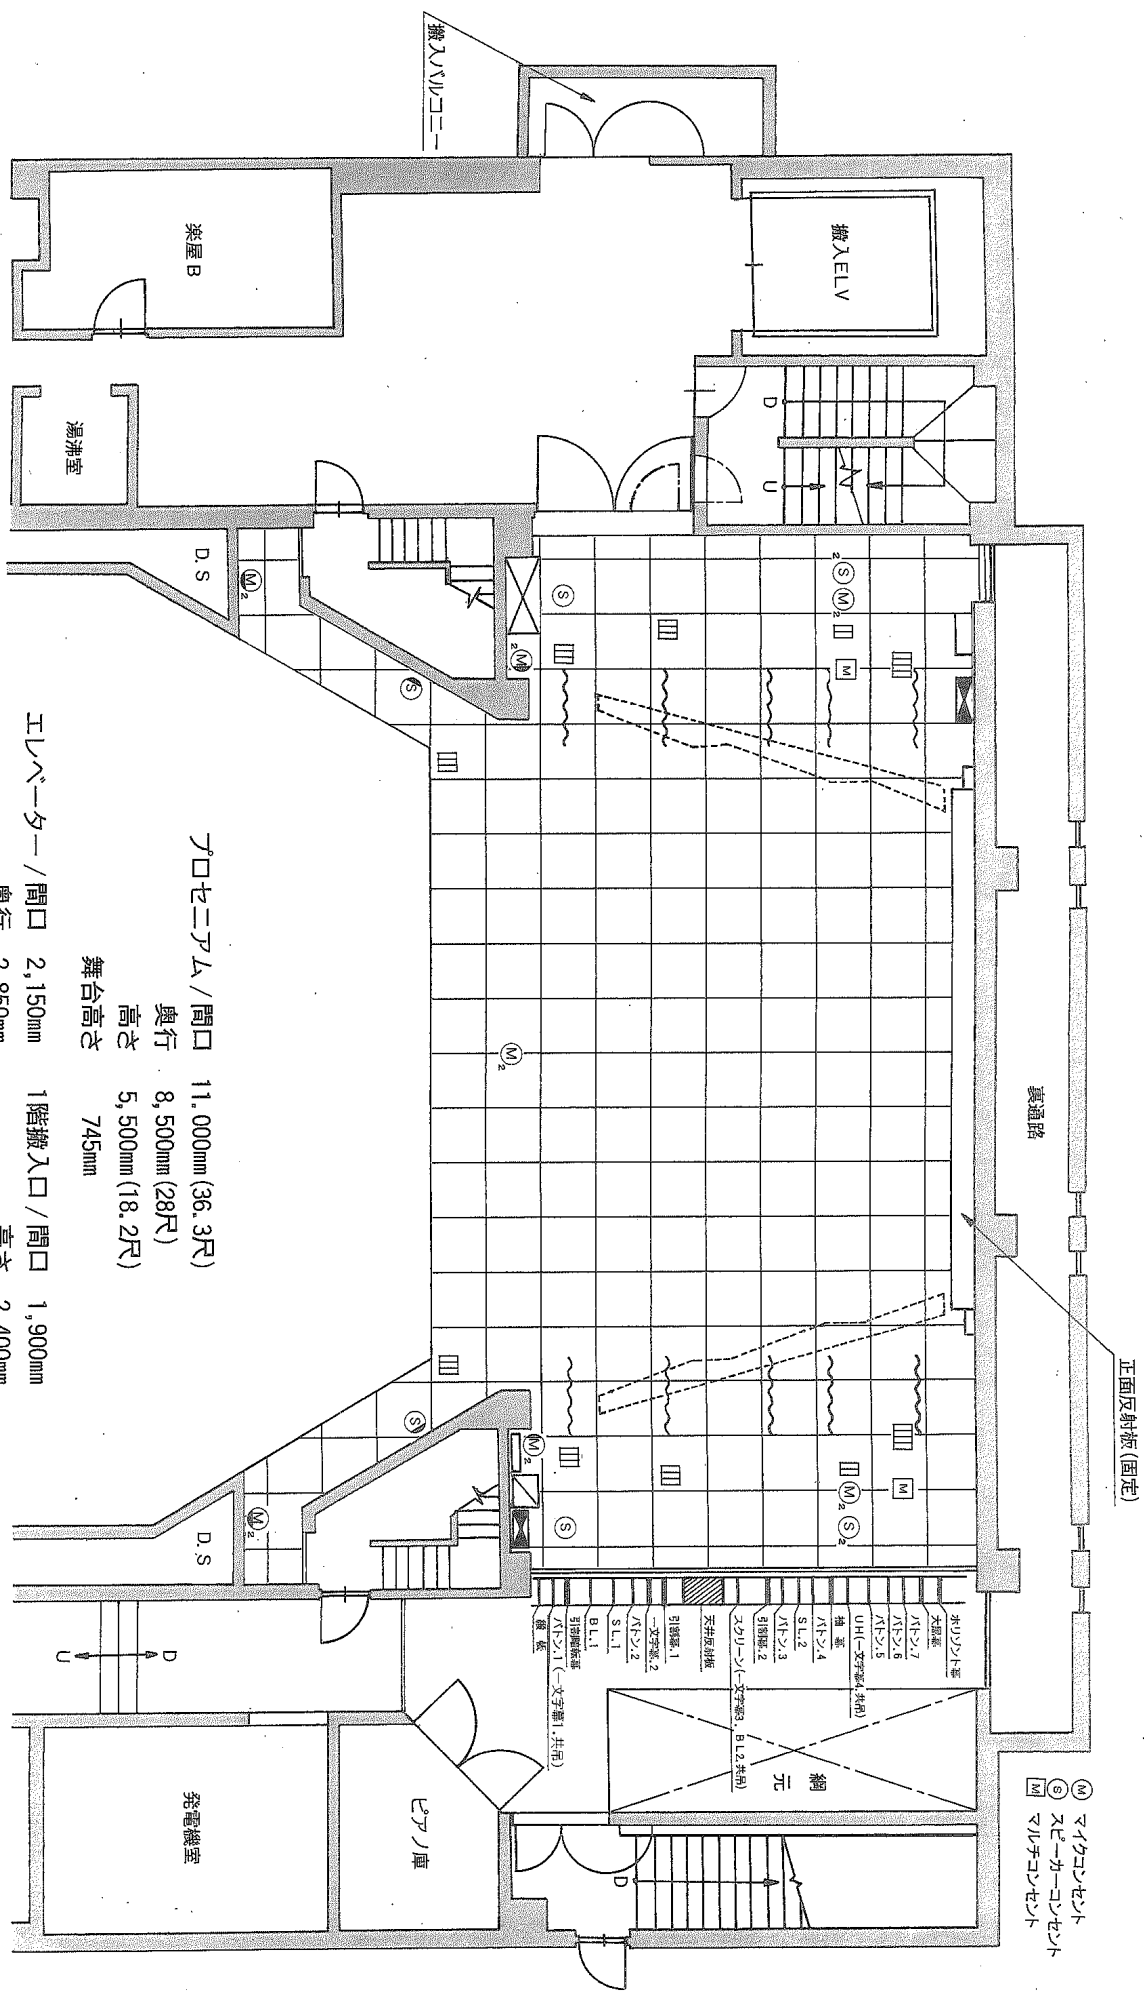 搬入バルコニー
搬入ELV
楽屋B
湯沸室
D
U
D.S
裏通路
正面反射板(固定)
Ⓜ マイクコンセント
Ⓢ スピーカーコンセント
M マルチコンセント
ホリゾント幕
大黒幕
バトン.7
バトン.6
バトン.5
UH(一文字幕4.共吊)
袖幕
バトン.4
S L.2
バトン.3
引割幕.2
スクリーン(一文字幕3. B L2.共吊)
天井反射板
引割幕.1
一文字幕.2
バトン.2
S L.1
B L.1
引割暗転幕
バトン.1 (一文字幕1.共吊)
緞帳
綱元
ピアノ庫
発電機室
D
U
D
D.S
プロセニアム / 間口 11.000mm(36.3尺)
奥行 8,500mm(28尺)
高さ 5,500mm(18.2尺)
舞台高さ 745mm
エレベーター / 間口 2,150mm
1階搬入口 / 間口 1,900mm